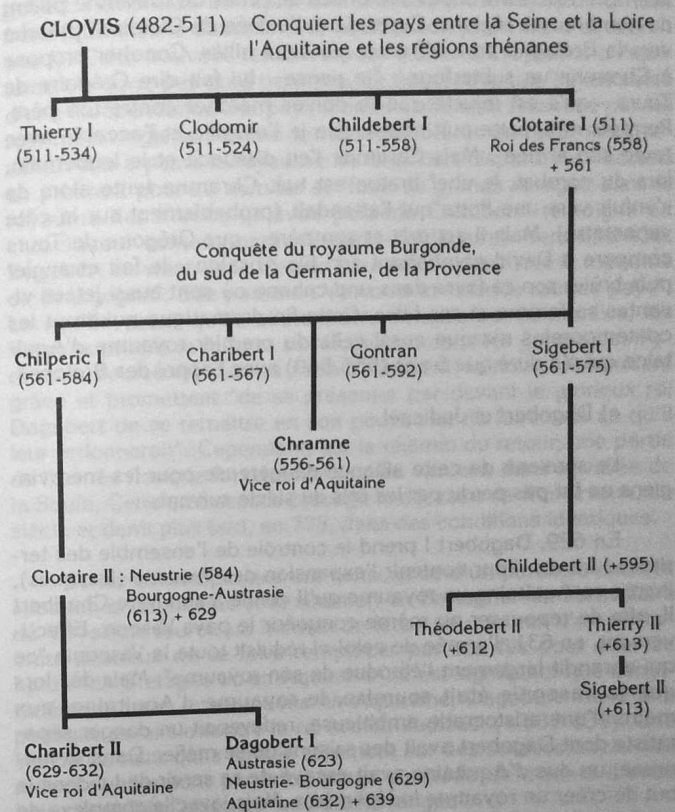 CLOVIS (482-511) Conquiert les pays entre la Seine et la Loire
l'Aquitaine et les régions rhénanes
Thierry I
(511-534)
Clodomir
(511-524)
Childebert I
(511-558)
Clotaire I (511)
Roi des Francs (558)
+ 561
Conquête du royaume Burgonde,
du sud de la Germanie, de la Provence
Chilperic I
(561-584)
Charibert I
(561-567)
Gontran
(561-592)
Sigebert I
(561-575)
Chramne
(556-561)
Vice roi d'Aquitaine
Clotaire II : Neustrie (584)
Bourgogne-Austrasie
(613) + 629
Childebert II (+595)
Théodebert II
(+612)
Thierry II
(+613)
Sigebert II
(+613)
Charibert II
(629-632)
Vice roi d'Aquitaine
Dagobert I
Austrasie (623)
Neustrie- Bourgogne (629)
Aquitaine (632) + 639